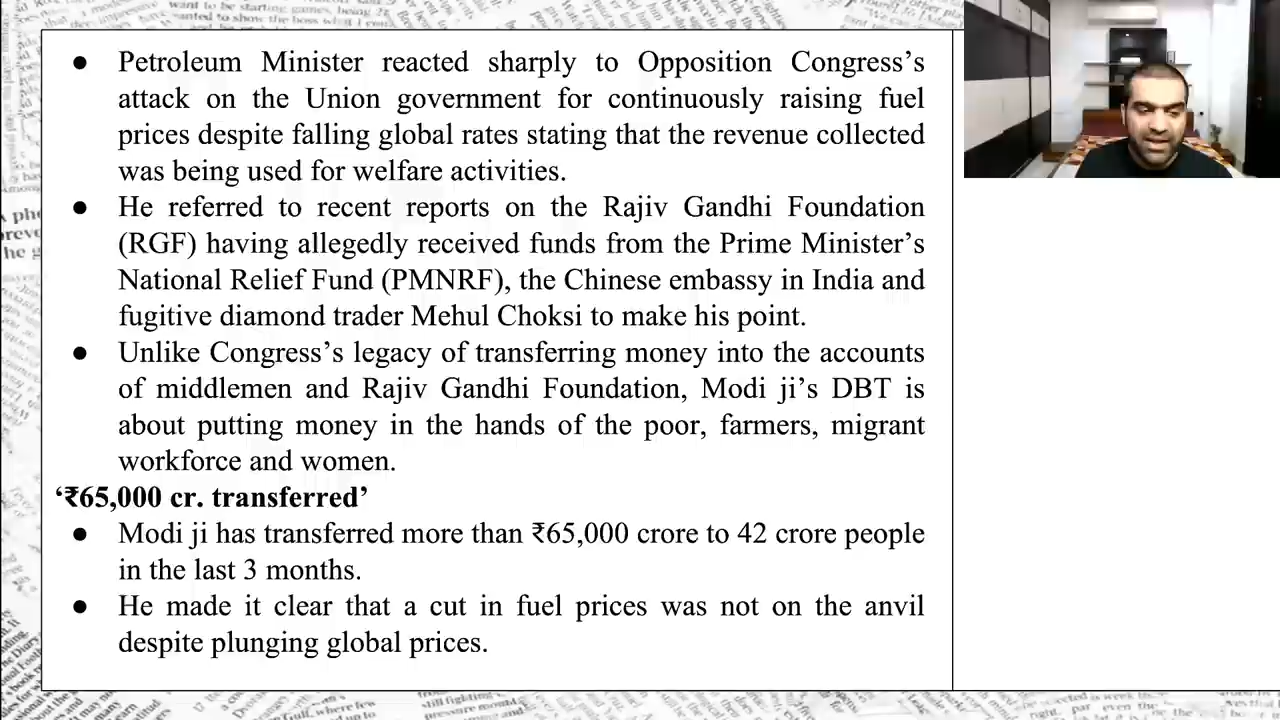 ● Petroleum Minister reacted sharply to Opposition Congress’s
attack on the Union government for continuously raising fuel
prices despite falling global rates stating that the revenue collected
was being used for welfare activities.
● He referred to recent reports on the Rajiv Gandhi Foundation
(RGF) having allegedly received funds from the Prime Minister’s
National Relief Fund (PMNRF), the Chinese embassy in India and
fugitive diamond trader Mehul Choksi to make his point.
● Unlike Congress’s legacy of transferring money into the accounts
of middlemen and Rajiv Gandhi Foundation, Modi ji’s DBT is
about putting money in the hands of the poor, farmers, migrant
workforce and women.
‘₹65,000 cr. transferred’
● Modi ji has transferred more than ₹65,000 crore to 42 crore people
in the last 3 months.
● He made it clear that a cut in fuel prices was not on the anvil
despite plunging global prices.